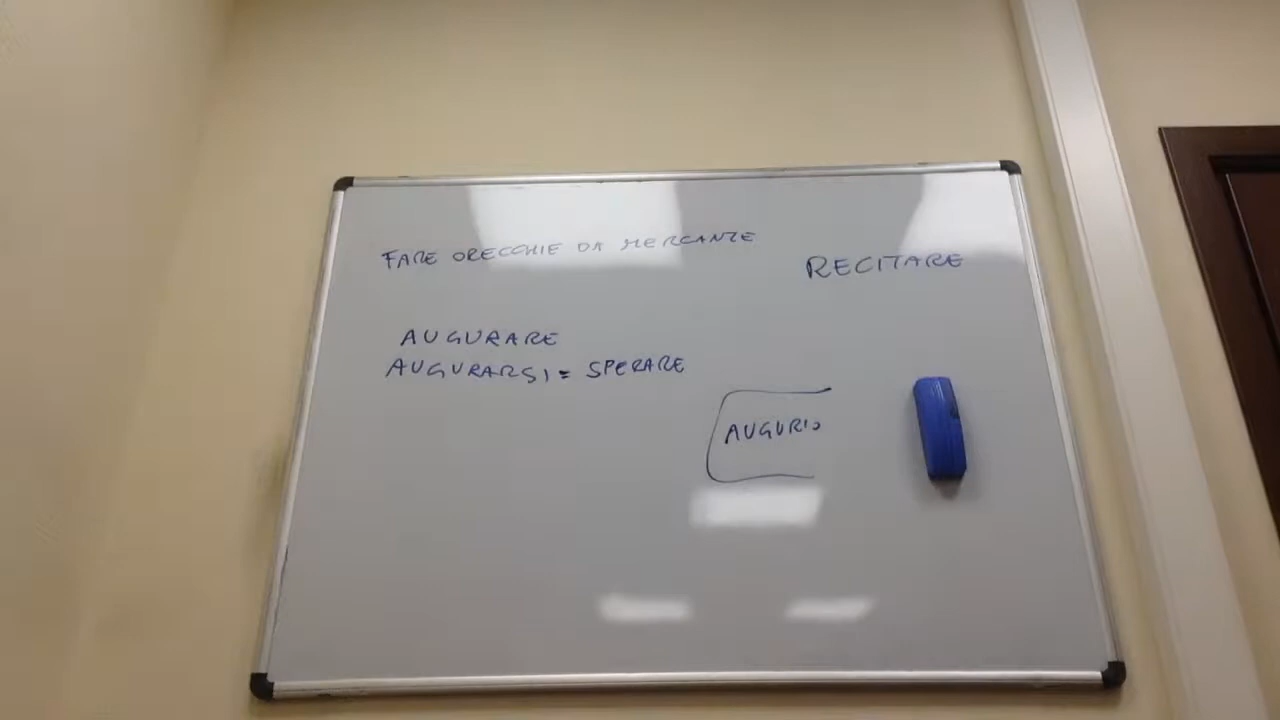 FARE ORECCHIE DA MERCANTE
RECITARE
AUGURARE
AUGURARSI = SPERARE
AUGURIO